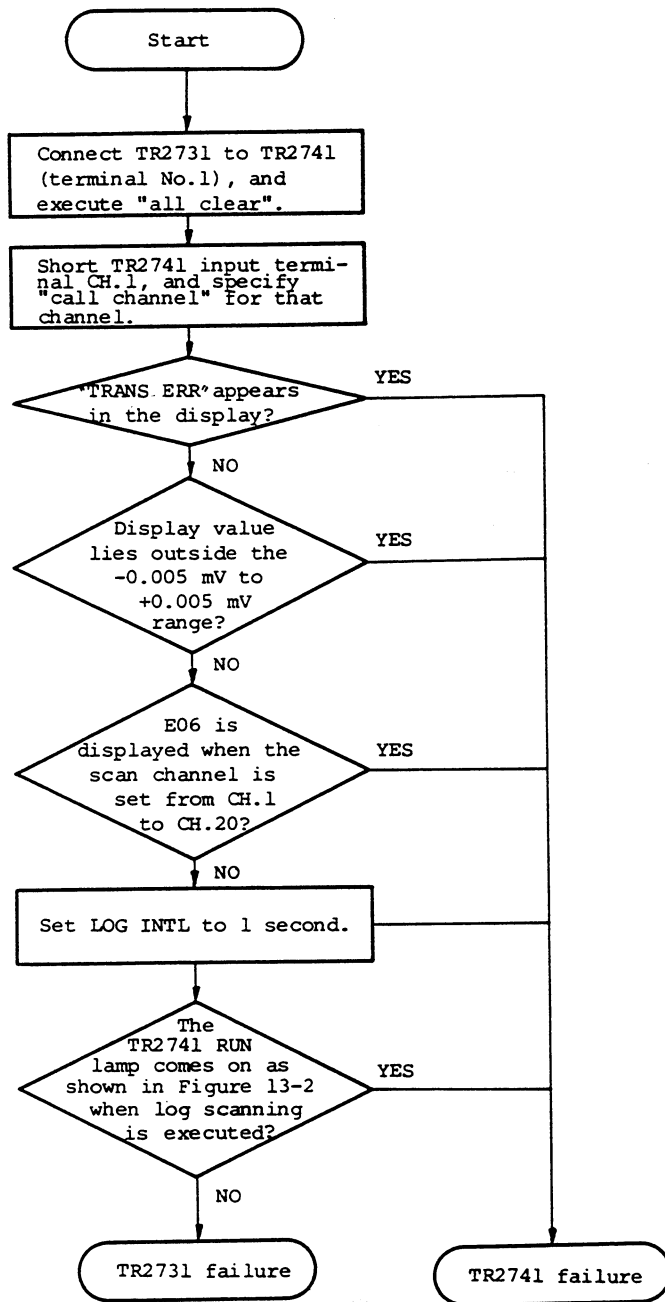 Start
Connect TR2731 to TR2741
(terminal No.1), and
execute "all clear".
Short TR2741 input termi-
nal CH.1, and specify
"call channel" for that
channel.
"TRANS ERR" appears
in the display?
YES
NO
Display value
lies outside the
-0.005 mV to
+0.005 mV
range?
YES
NO
E06 is
displayed when the
scan channel is
set from CH.1
to CH.20?
YES
NO
Set LOG INTL to 1 second.
The
TR2741 RUN
lamp comes on as
shown in Figure 13-2
when log scanning
is executed?
YES
NO
TR2731 failure
TR2741 failure